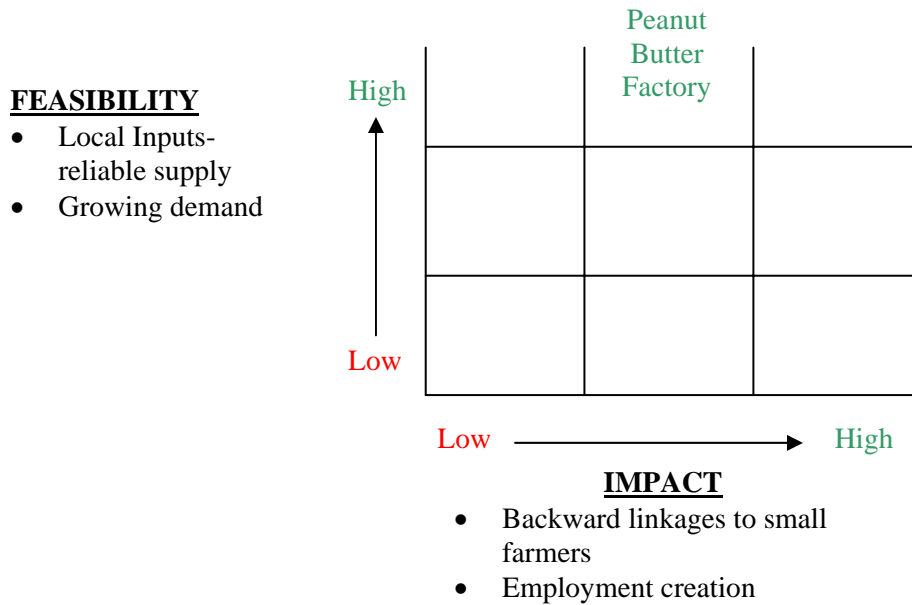 Peanut
Butter
Factory
High
FEASIBILITY
• Local Inputs-
reliable supply
• Growing demand
Low
Low
High
IMPACT
• Backward linkages to small
farmers
• Employment creation